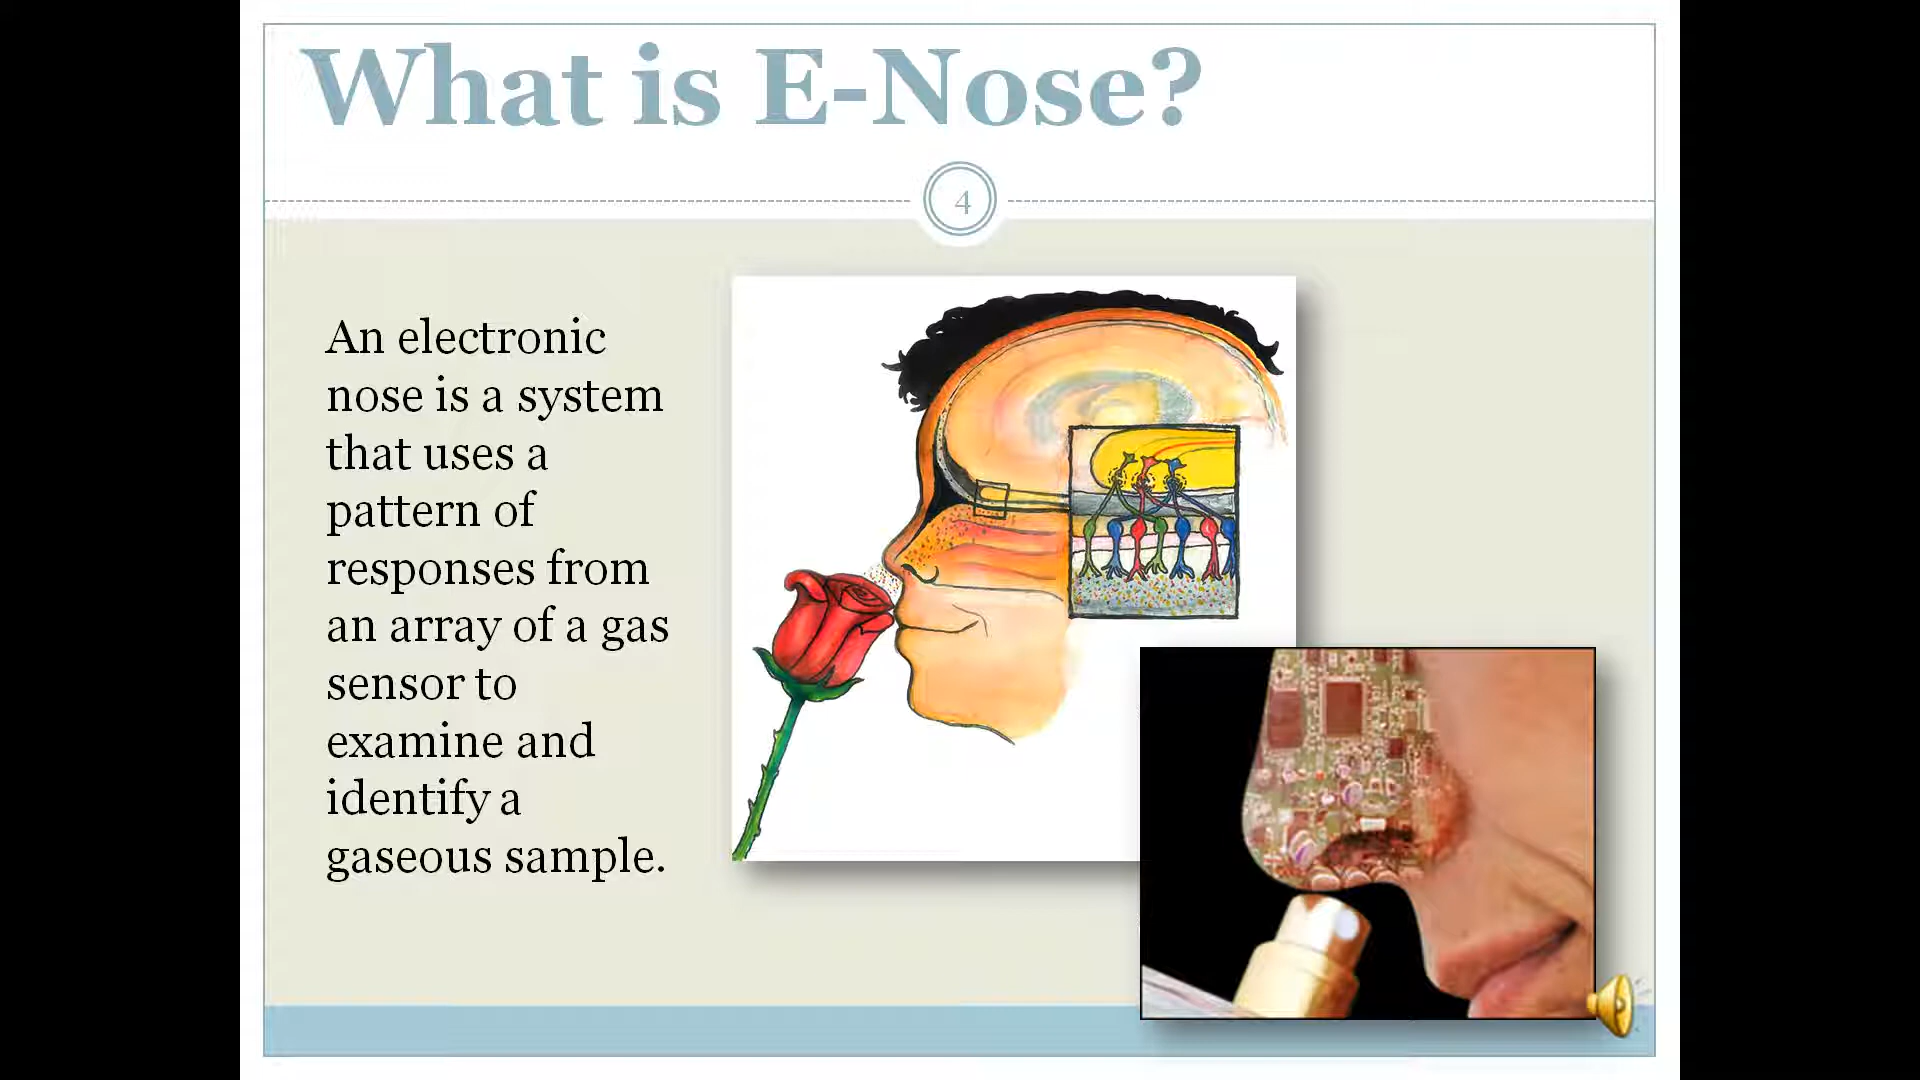 What is E-Nose?
4
An electronic
nose is a system
that uses a
pattern of
responses from
an array of a gas
sensor to
examine and
identify a
gaseous sample.